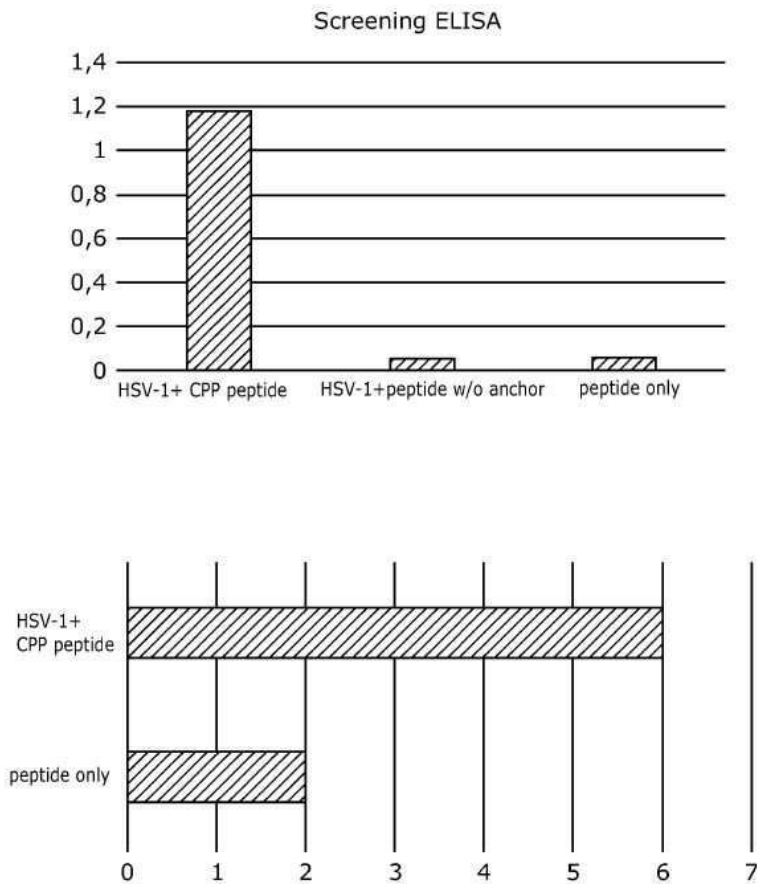 Screening ELISA
1,4
1,2
1
0,8
0,6
0,4
0,2
0
HSV-1+ CPP peptide
HSV-1+peptide w/o anchor
peptide only
HSV-1+
CPP peptide
peptide only
0 1 2 3 4 5 6 7